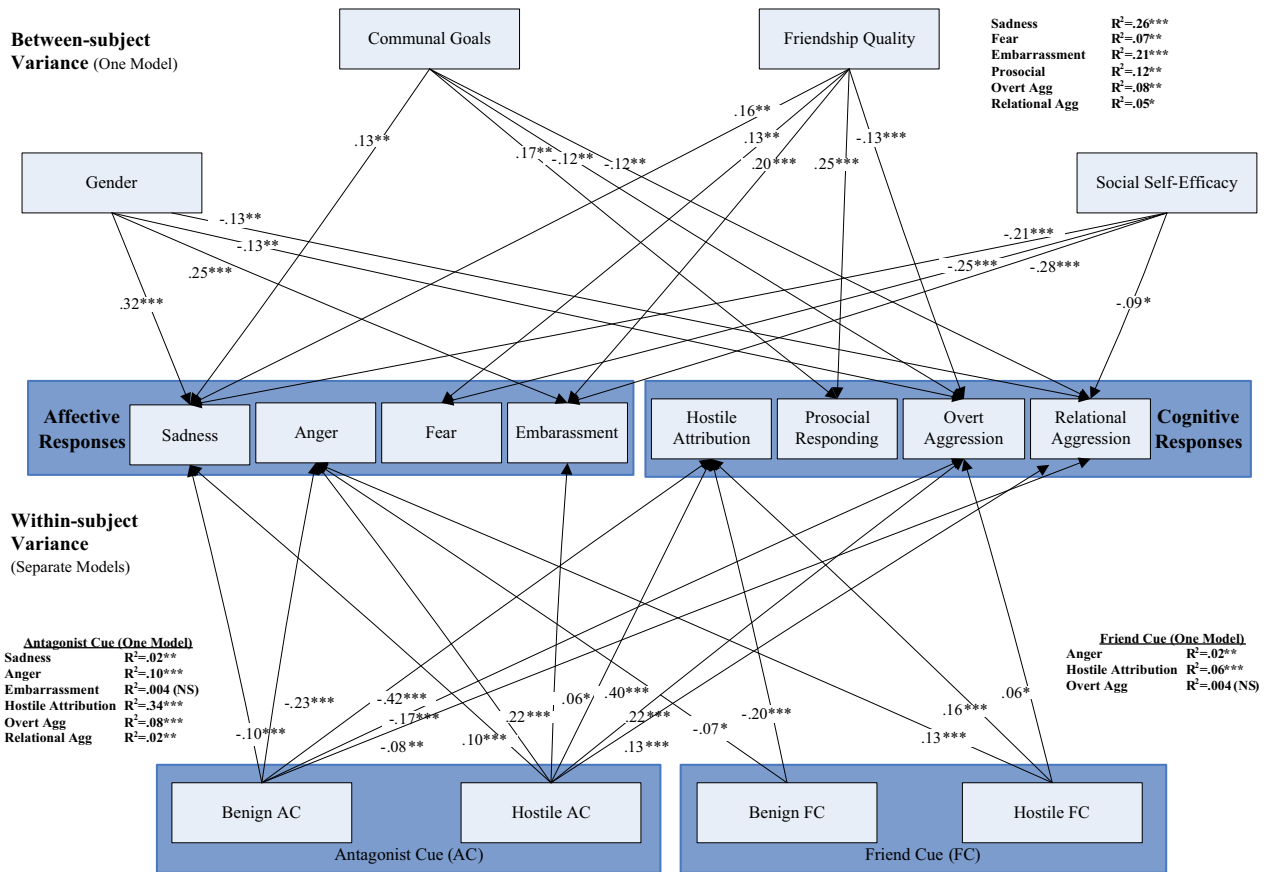 Between-subject
Variance (One Model)
Communal Goals
Friendship Quality
Sadness R²=.26***
Fear R²=.07**
Embarrassment R²=.21***
Prosocial R²=.12**
Overt Agg R²=.08**
Relational Agg R²=.05*
Gender
Social Self-Efficacy
.13**
.17**
-.12**
-.12**
.16**
.13**
.20***
.25***
-.13***
-.13**
-.13**
.25***
.32***
-.21***
-.25***
-.28***
-.09*
Affective
Responses
Sadness
Anger
Fear
Embarassment
Hostile
Attribution
Prosocial
Responding
Overt
Aggression
Relational
Aggression
Cognitive
Responses
Within-subject
Variance
(Separate Models)
Antagonist Cue (One Model)
Sadness R²=.02**
Anger R²=.10***
Embarrassment R²=.004 (NS)
Hostile Attribution R²=.34***
Overt Agg R²=.08***
Relational Agg R²=.02**
Friend Cue (One Model)
Anger R²=.02**
Hostile Attribution R²=.06***
Overt Agg R²=.004 (NS)
-.10***
-.23***
-.42***
-.17***
-.08**
.10***
.22***
.06*
.40***
.22***
.13***
-.07*
-.20***
.13***
.16***
.06*
Benign AC
Hostile AC
Antagonist Cue (AC)
Benign FC
Hostile FC
Friend Cue (FC)